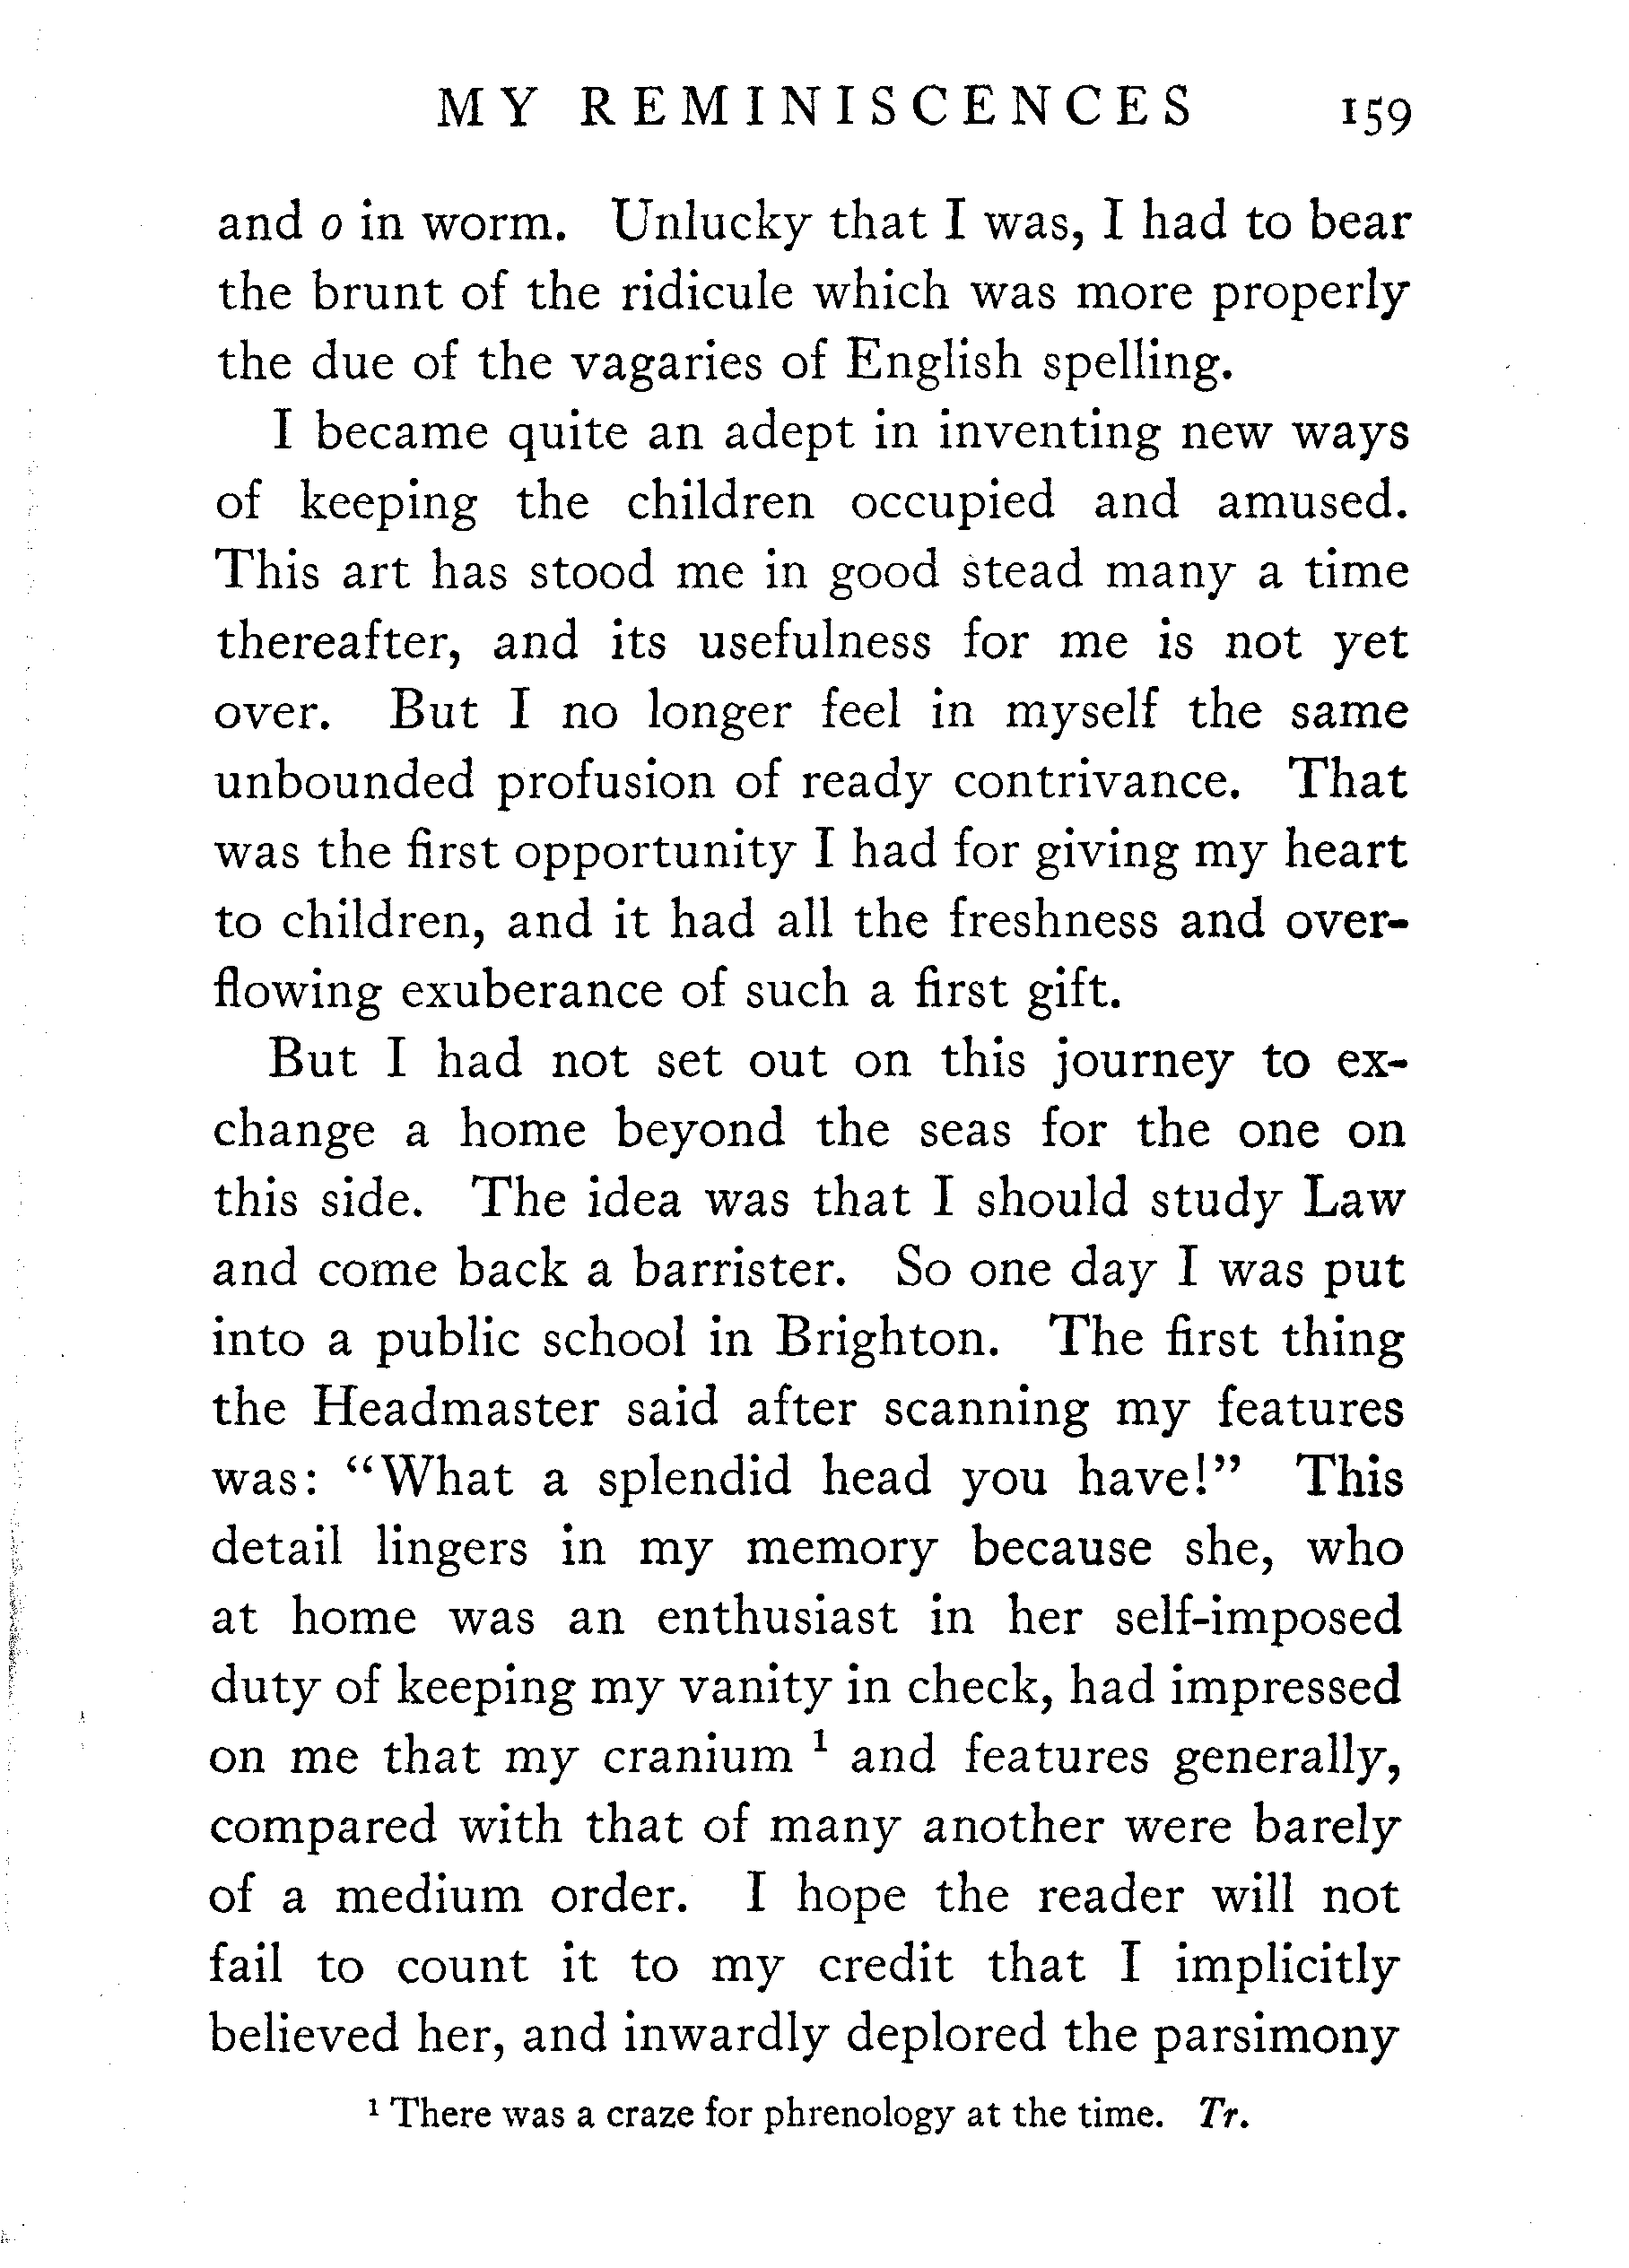 MY REMINISCENCES 159
and o in worm. Unlucky that I was, I had to bear
the brunt of the ridicule which was more properly
the due of the vagaries of English spelling.
I became quite an adept in inventing new ways
of keeping the children occupied and amused.
This art has stood me in good stead many a time
thereafter, and its usefulness for me is not yet
over. But I no longer feel in myself the same
unbounded profusion of ready contrivance. That
was the first opportunity I had for giving my heart
to children, and it had all the freshness and over-
flowing exuberance of such a first gift.
But I had not set out on this journey to ex-
change a home beyond the seas for the one on
this side. The idea was that I should study Law
and come back a barrister. So one day I was put
into a public school in Brighton. The first thing
the Headmaster said after scanning my features
was: “What a splendid head you have!” This
detail lingers in my memory because she, who
at home was an enthusiast in her self-imposed
duty of keeping my vanity in check, had impressed
on me that my cranium ¹ and features generally,
compared with that of many another were barely
of a medium order. I hope the reader will not
fail to count it to my credit that I implicitly
believed her, and inwardly deplored the parsimony
¹ There was a craze for phrenology at the time. Tr.